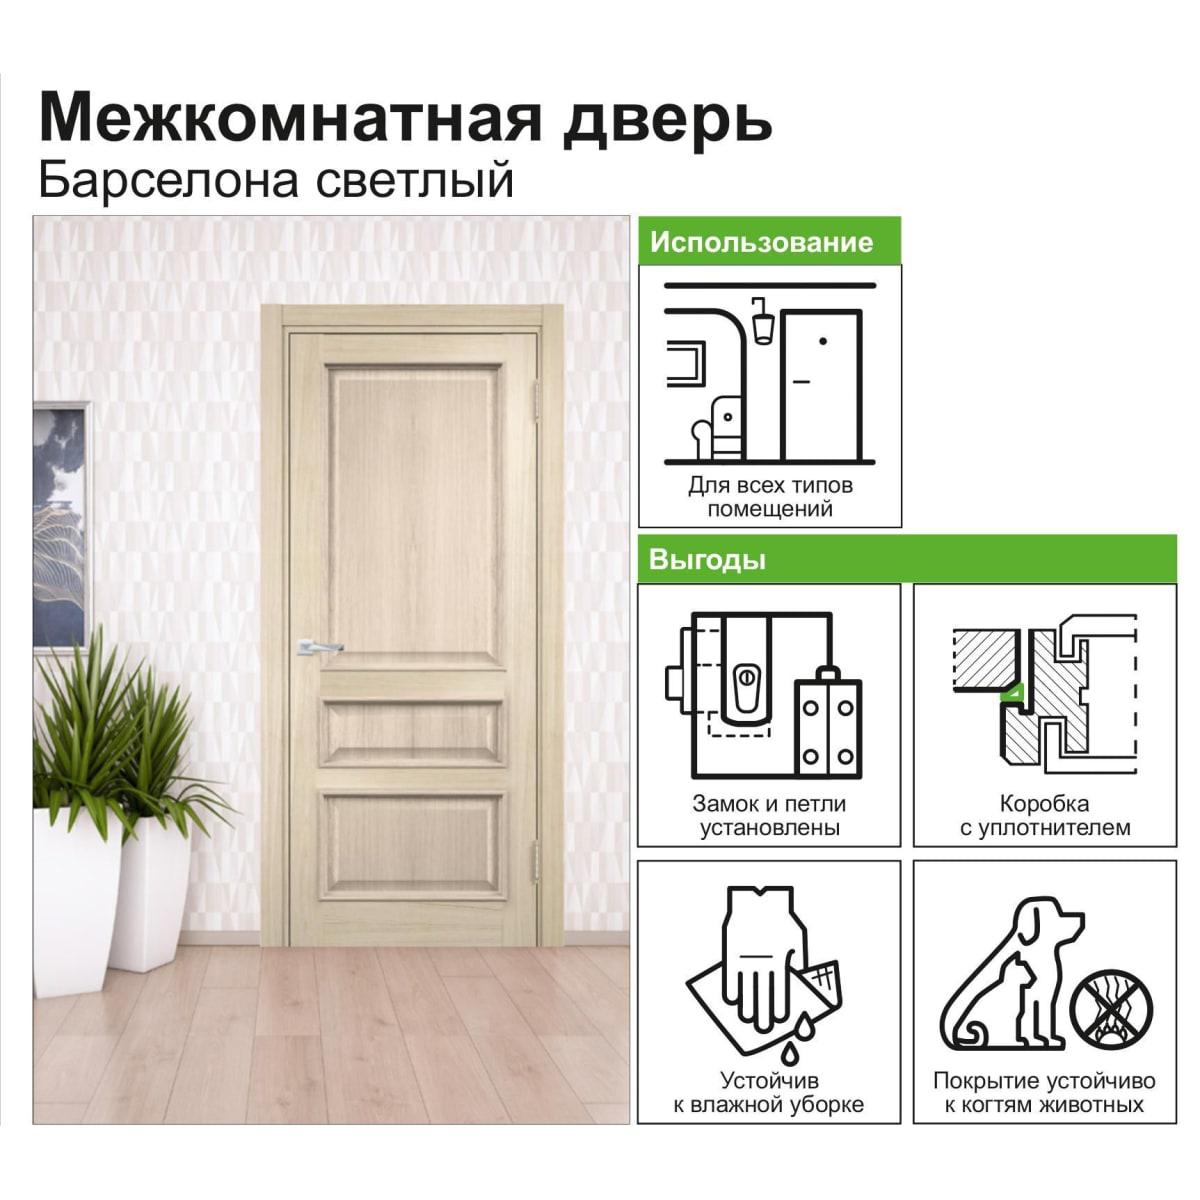 Межкомнатная дверь
Барселона светлый
Использование
Для всех типов
помещений
Выгоды
Замок и петли
установлены
Коробка
с уплотнителем
Устойчив
к влажной уборке
Покрытие устойчиво
к когтям животных